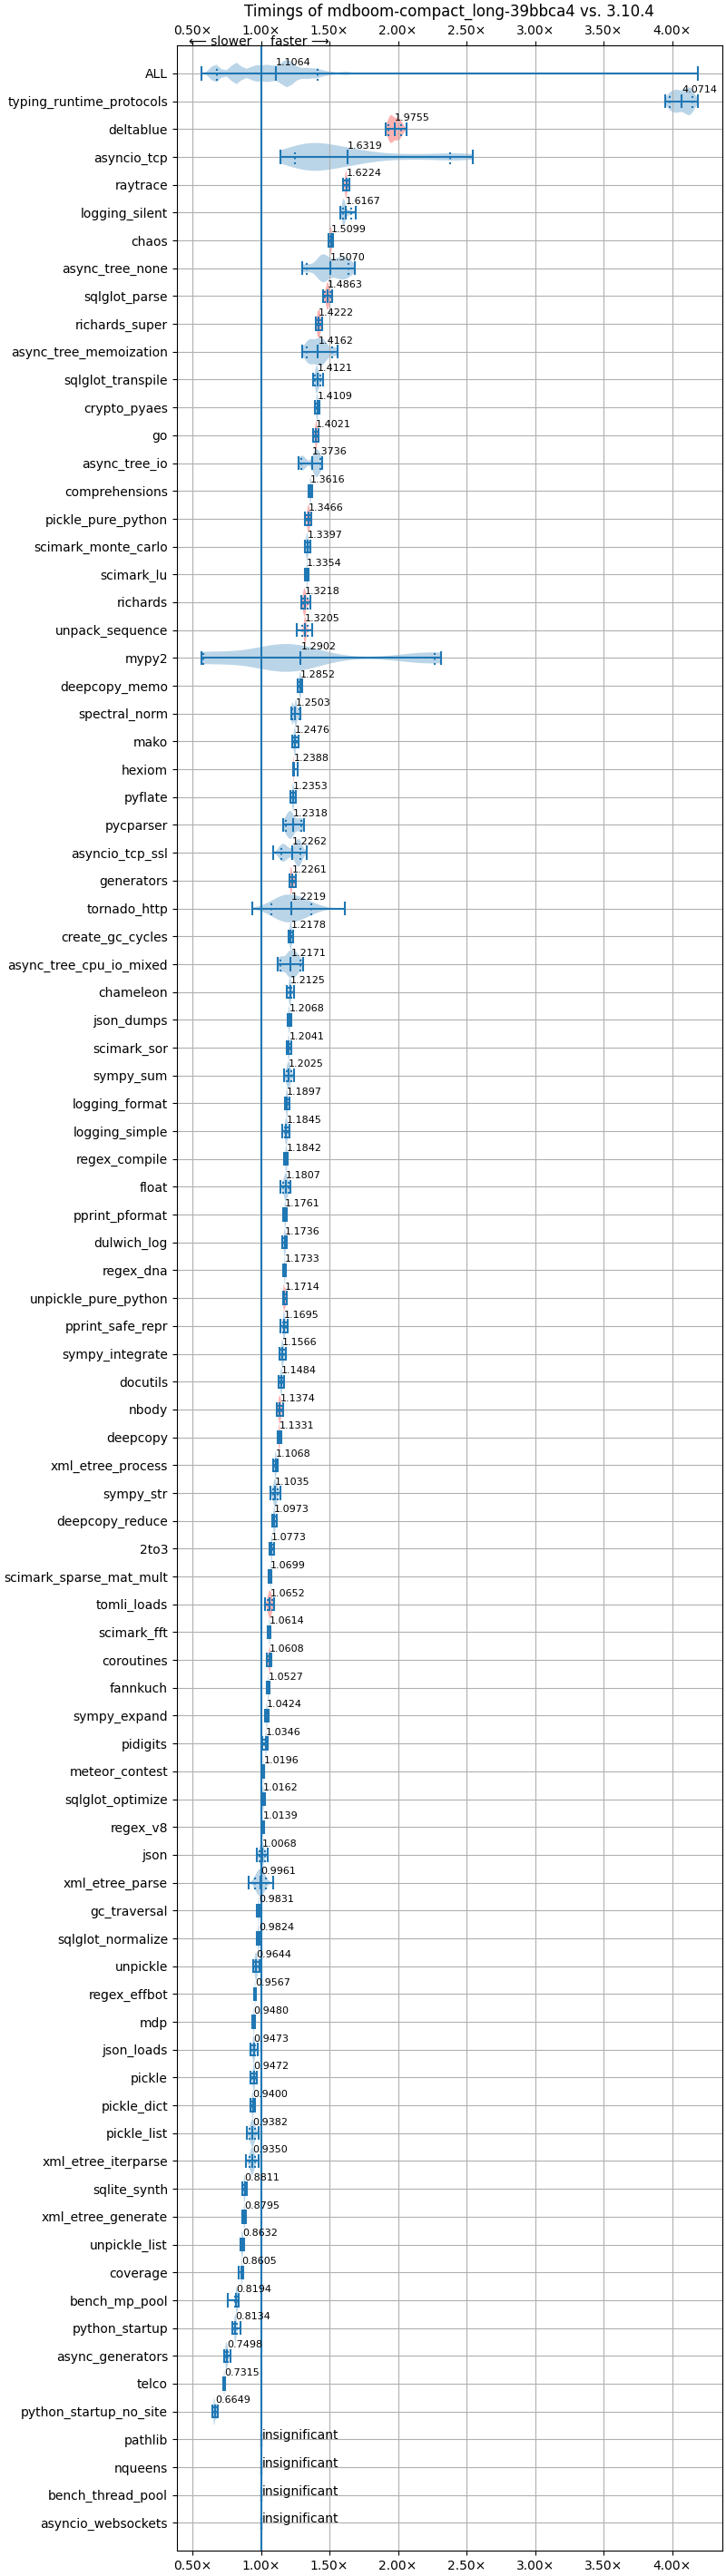 Timings of mdboom-compact_long-39bbca4 vs. 3.10.4
0.50× 1.00× 1.50× 2.00× 2.50× 3.00× 3.50× 4.00×
⟵ slower faster ⟶
ALL 1.1064
typing_runtime_protocols 4.0714
deltablue 1.9755
asyncio_tcp 1.6319
raytrace 1.6224
logging_silent 1.6167
chaos 1.5099
async_tree_none 1.5070
sqlglot_parse 1.4863
richards_super 1.4222
async_tree_memoization 1.4162
sqlglot_transpile 1.4121
crypto_pyaes 1.4109
go 1.4021
async_tree_io 1.3736
comprehensions 1.3616
pickle_pure_python 1.3466
scimark_monte_carlo 1.3397
scimark_lu 1.3354
richards 1.3218
unpack_sequence 1.3205
mypy2 1.2902
deepcopy_memo 1.2852
spectral_norm 1.2503
mako 1.2476
hexiom 1.2388
pyflate 1.2353
pycparser 1.2318
asyncio_tcp_ssl 1.2262
generators 1.2261
tornado_http 1.2219
create_gc_cycles 1.2178
async_tree_cpu_io_mixed 1.2171
chameleon 1.2125
json_dumps 1.2068
scimark_sor 1.2041
sympy_sum 1.2025
logging_format 1.1897
logging_simple 1.1845
regex_compile 1.1842
float 1.1807
pprint_pformat 1.1761
dulwich_log 1.1736
regex_dna 1.1733
unpickle_pure_python 1.1714
pprint_safe_repr 1.1695
sympy_integrate 1.1566
docutils 1.1484
nbody 1.1374
deepcopy 1.1331
xml_etree_process 1.1068
sympy_str 1.1035
deepcopy_reduce 1.0973
2to3 1.0773
scimark_sparse_mat_mult 1.0699
tomli_loads 1.0652
scimark_fft 1.0614
coroutines 1.0608
fannkuch 1.0527
sympy_expand 1.0424
pidigits 1.0346
meteor_contest 1.0196
sqlglot_optimize 1.0162
regex_v8 1.0139
json 1.0068
xml_etree_parse 0.9961
gc_traversal 0.9831
sqlglot_normalize 0.9824
unpickle 0.9644
regex_effbot 0.9567
mdp 0.9480
json_loads 0.9473
pickle 0.9472
pickle_dict 0.9400
pickle_list 0.9382
xml_etree_iterparse 0.9350
sqlite_synth 0.8811
xml_etree_generate 0.8795
unpickle_list 0.8632
coverage 0.8605
bench_mp_pool 0.8194
python_startup 0.8134
async_generators 0.7498
telco 0.7315
python_startup_no_site 0.6649
pathlib insignificant
nqueens insignificant
bench_thread_pool insignificant
asyncio_websockets insignificant
0.50× 1.00× 1.50× 2.00× 2.50× 3.00× 3.50× 4.00×